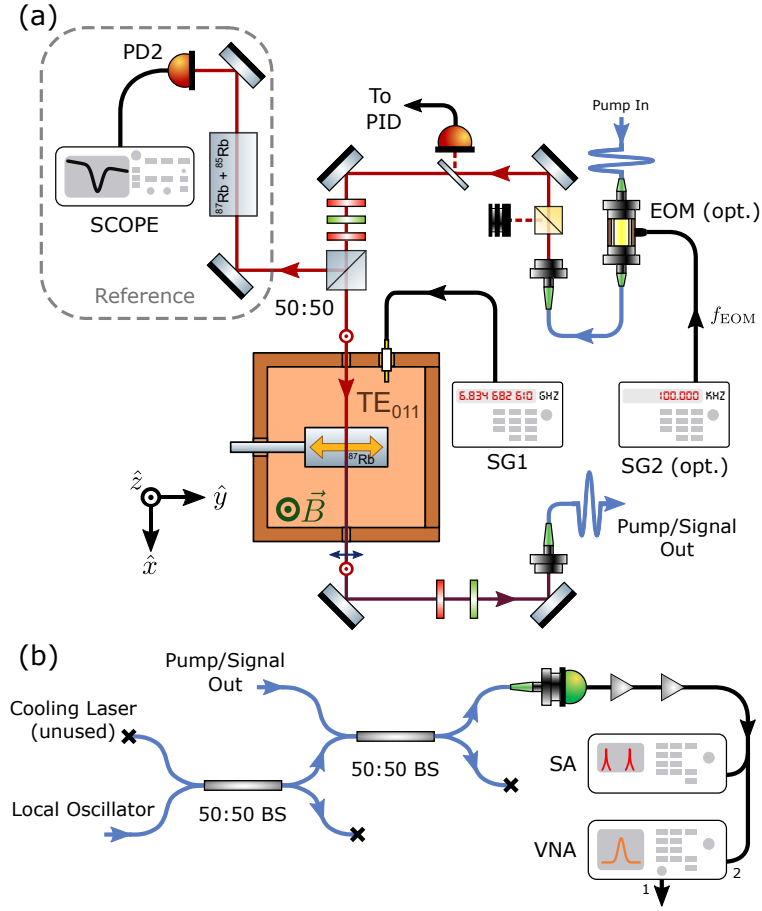 (a)
PD2
To
PID
Pump In
⁸⁷Rb + ⁸⁵Rb
SCOPE
EOM (opt.)
Reference
50:50
f_EOM
TE₀₁₁
6.834 682 610 GHZ
100.000 KHZ
⁸⁷Rb
SG1
SG2 (opt.)
ẑ
ŷ
x̂
B⃗
Pump/Signal
Out
(b)
Pump/Signal
Out
Cooling Laser
(unused)
50:50 BS
SA
Local Oscillator
50:50 BS
VNA
1
2